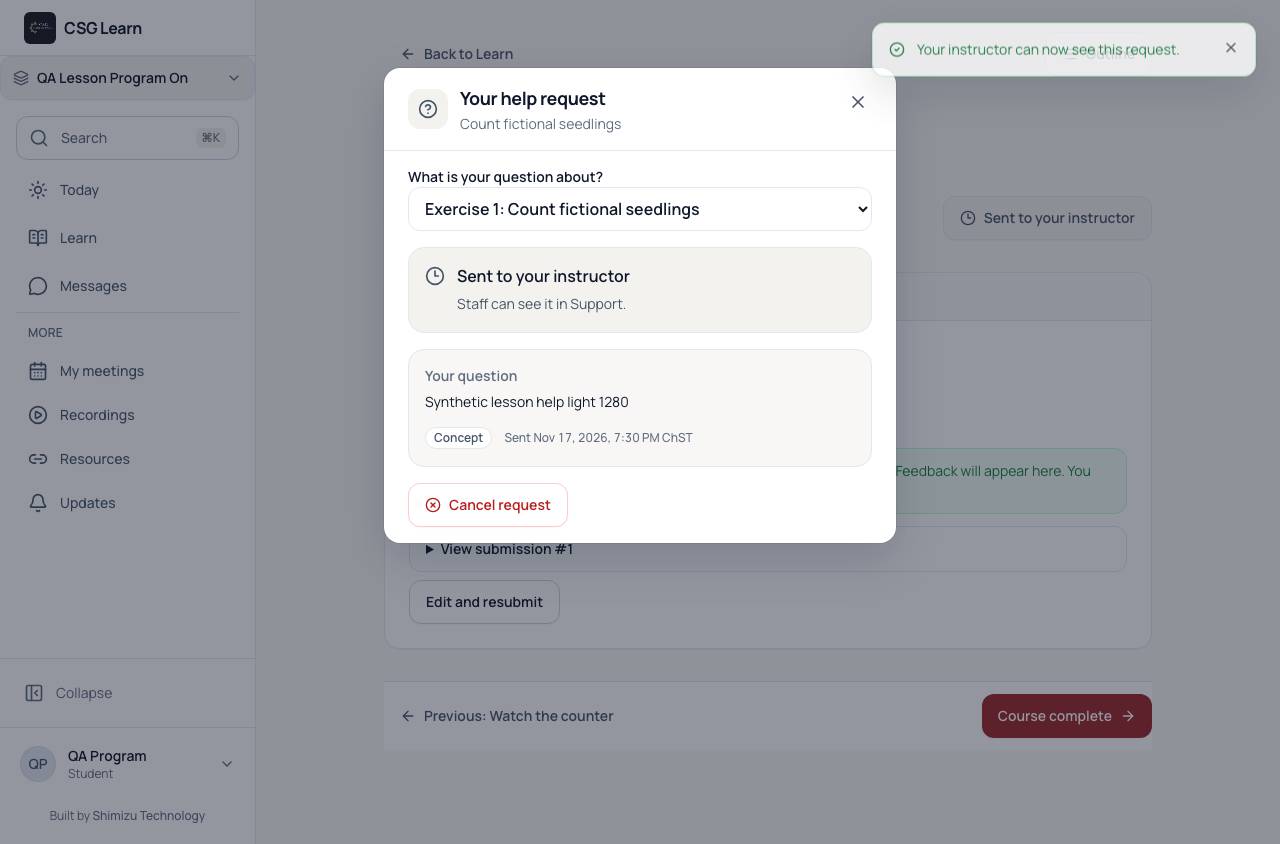 CSG Learn
QA Lesson Program On
Search
⌘K
Today
Learn
Messages
MORE
My meetings
Recordings
Resources
Updates
Collapse
QP
QA Program
Student
Built by Shimizu Technology
Back to Learn
Your instructor can now see this request.
Outline
Sent to your instructor
Your help request
Count fictional seedlings
What is your question about?
Exercise 1: Count fictional seedlings
Sent to your instructor
Staff can see it in Support.
Your question
Synthetic lesson help light 1280
Concept
Sent Nov 17, 2026, 7:30 PM ChST
Cancel request
Feedback will appear here. You
View submission #1
Edit and resubmit
Previous: Watch the counter
Course complete